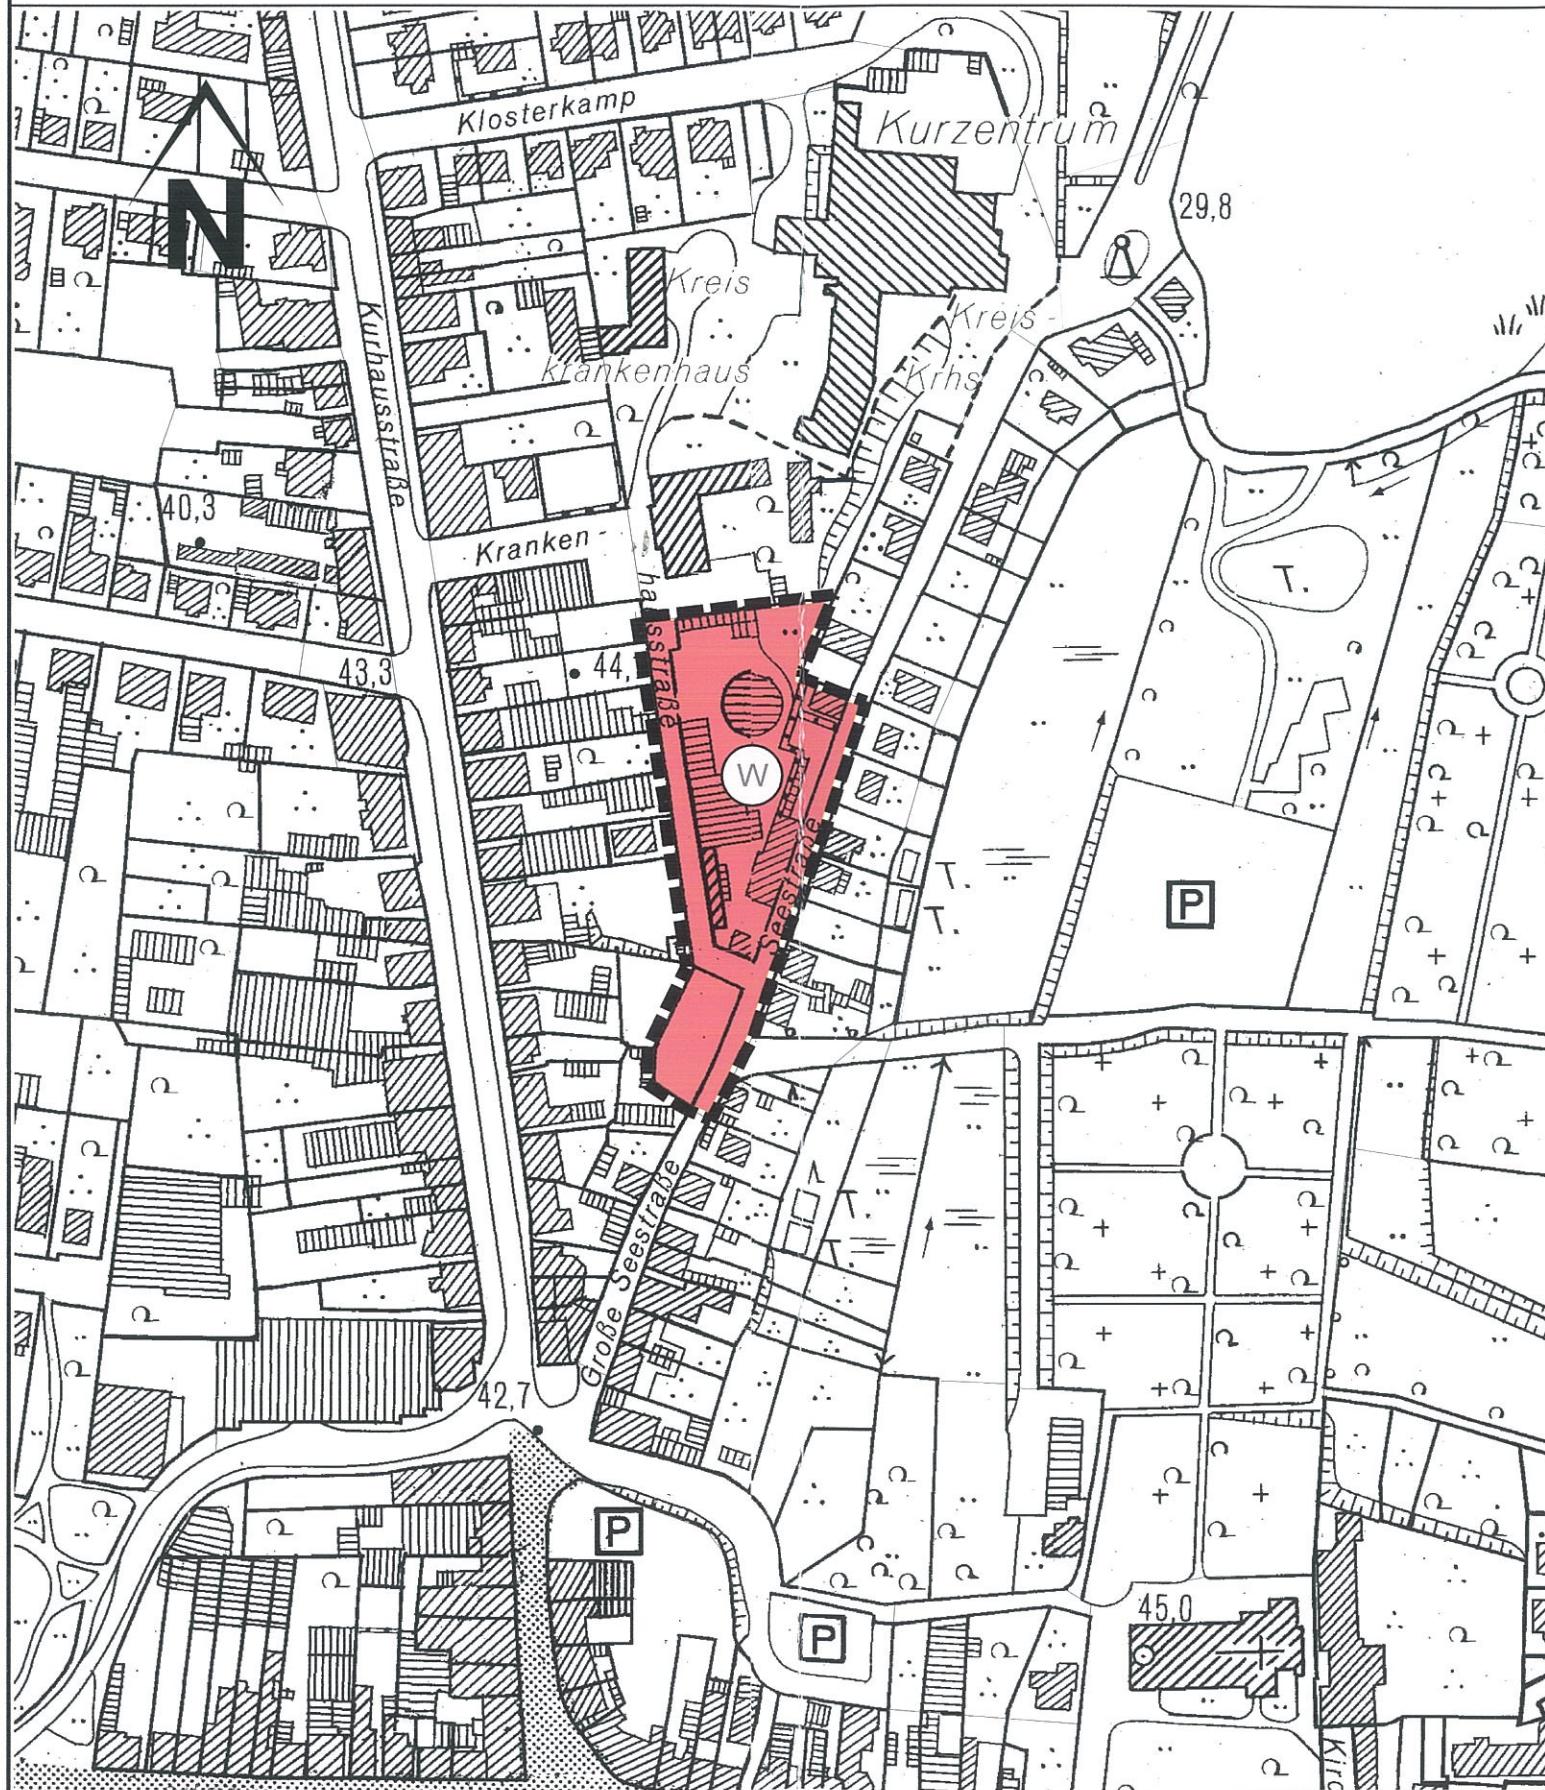 Klosterkamp
Kurzentrum
N
29,8
Kreis
krankenhaus
Kreis-
Krhs
Kurhausstraße
40,3
Kranken-
hausstraße
T.
43,3
44,
W
Seestraße
T.
T.
P
Große Seestraße
T.
T.
42,7
P
P
45,0